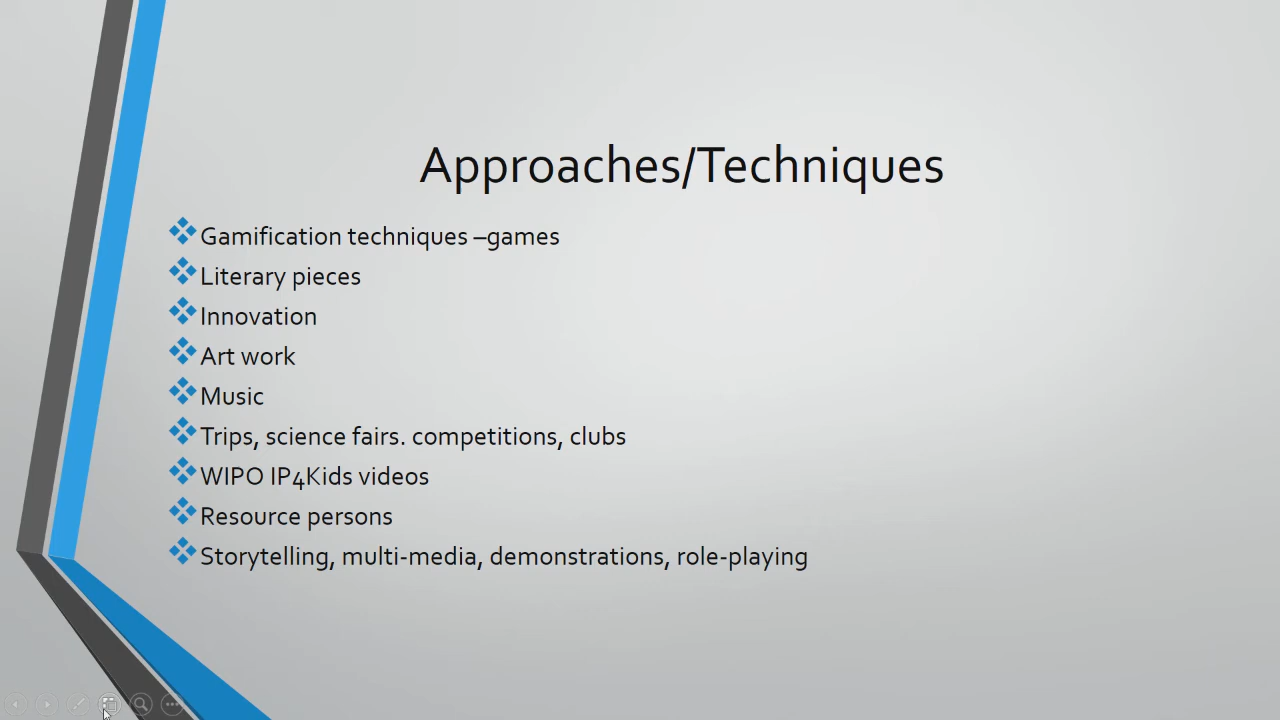 Approaches/Techniques
❖Gamification techniques –games
❖Literary pieces
❖Innovation
❖Art work
❖Music
❖Trips, science fairs. competitions, clubs
❖WIPO IP4Kids videos
❖Resource persons
❖Storytelling, multi-media, demonstrations, role-playing